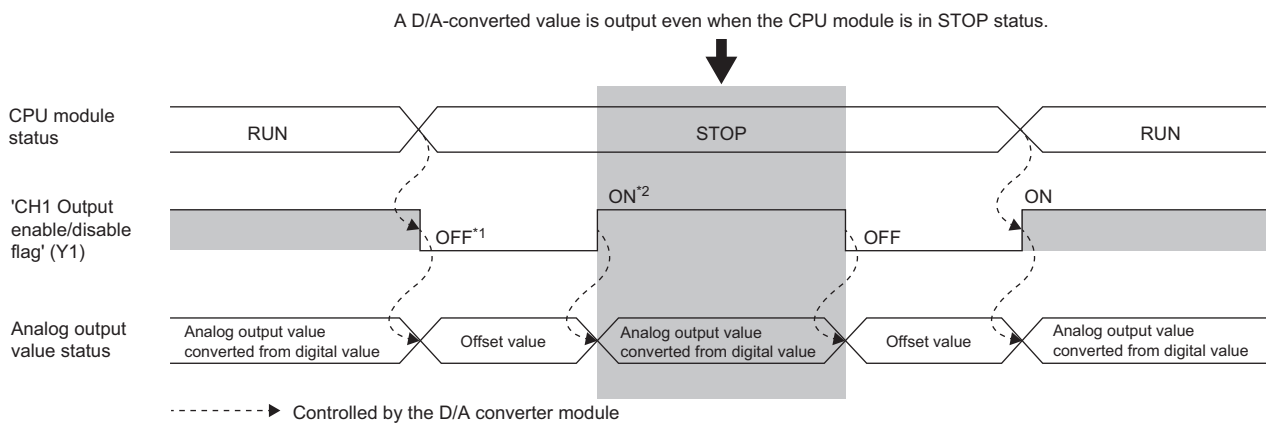 A D/A-converted value is output even when the CPU module is in STOP status.
CPU module
status
RUN
STOP
RUN
'CH1 Output
enable/disable
flag' (Y1)
OFF*1
ON*2
OFF
ON
Analog output
value status
Analog output value
converted from digital value
Offset value
Analog output value
converted from digital value
Offset value
Analog output value
converted from digital value
Controlled by the D/A converter module